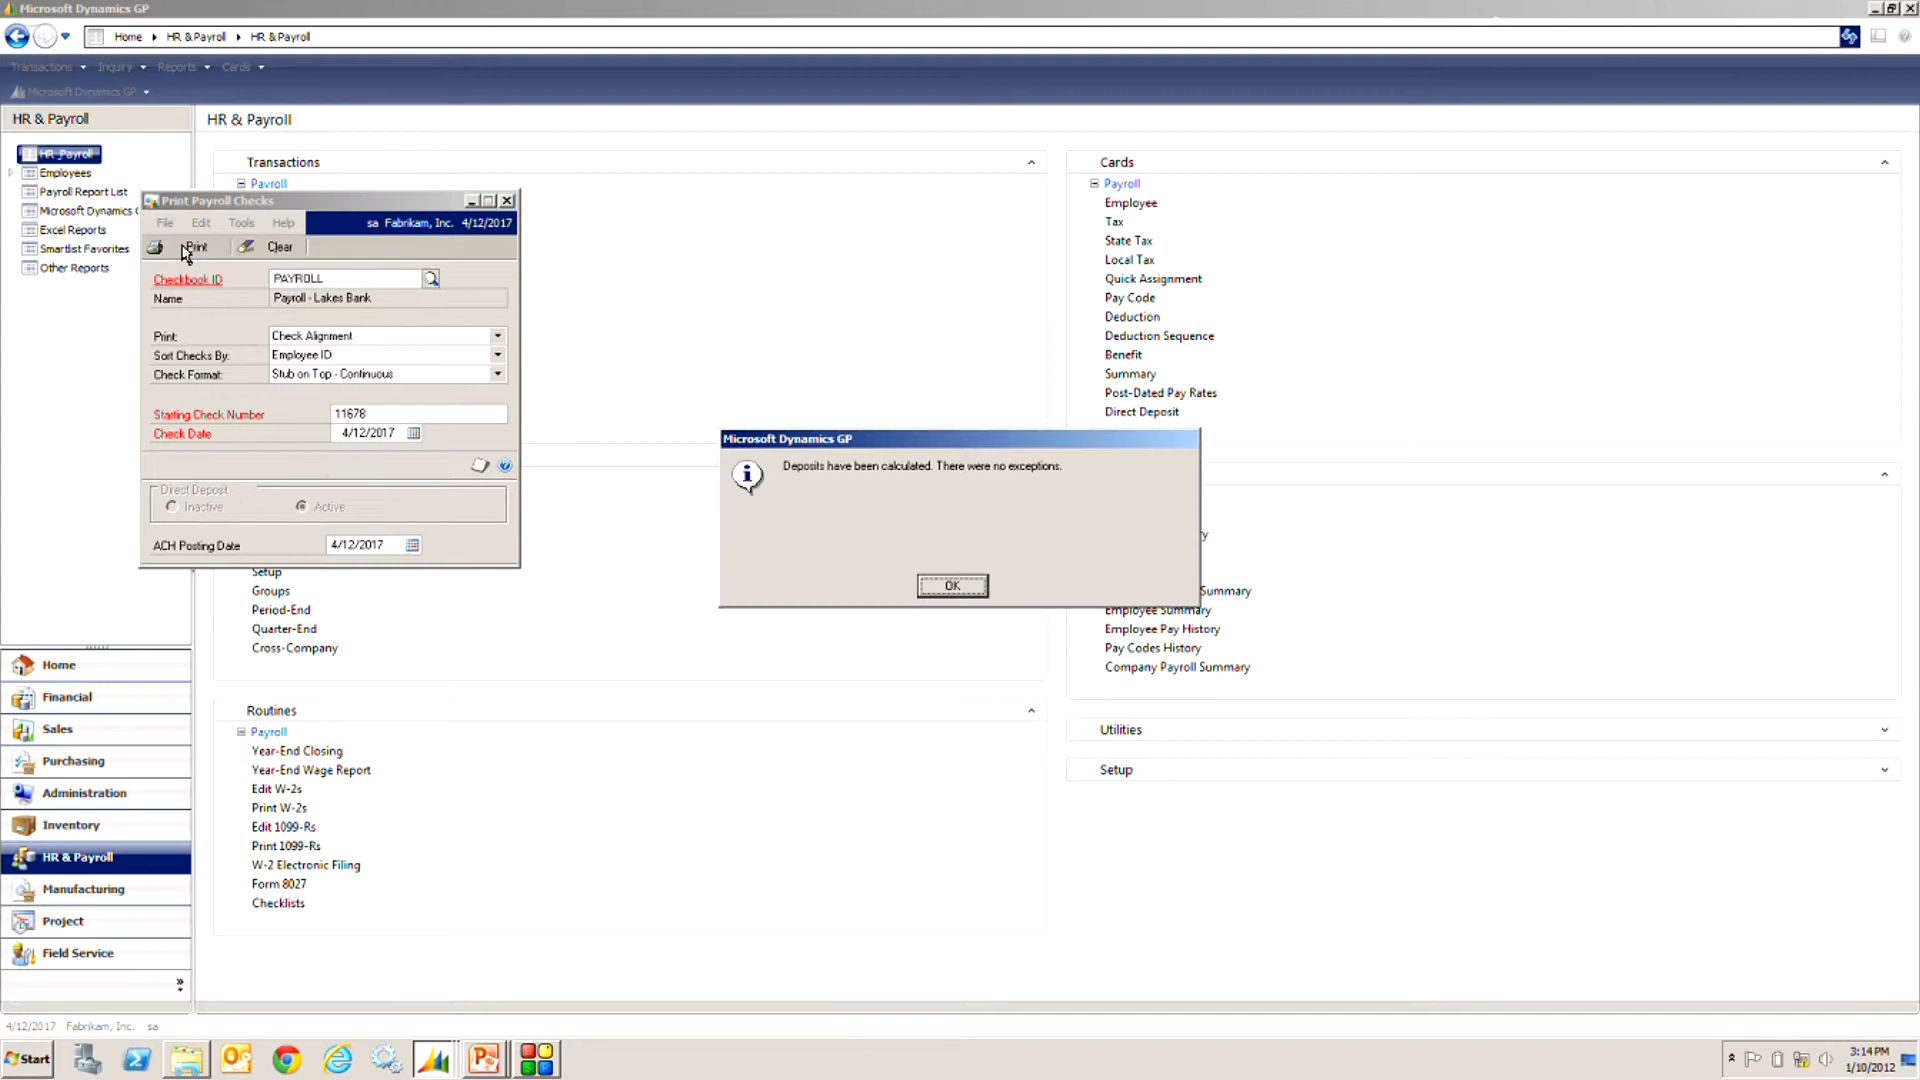 Microsoft Dynamics GP
Home HR & Payroll HR & Payroll
Transactions Inquiry Reports Cards
Microsoft Dynamics GP
HR & Payroll
HR & Payroll
HR_Payroll
Employees
Payroll Report List
Microsoft Dynamics
Excel Reports
Smartlist Favorites
Other Reports
Transactions
Payroll
Print Payroll Checks
File Edit Tools Help
sa Fabrikam, Inc. 4/12/2017
Print
Clear
Checkbook ID PAYROLL
Name Payroll - Lakes Bank
Print: Check Alignment
Sort Checks By: Employee ID
Check Format: Stub on Top - Continuous
Starting Check Number 11678
Check Date 4/12/2017
Direct Deposit
Inactive Active
ACH Posting Date 4/12/2017
Setup
Groups
Period-End
Quarter-End
Cross-Company
Routines
Payroll
Year-End Closing
Year-End Wage Report
Edit W-2s
Print W-2s
Edit 1099-Rs
Print 1099-Rs
W-2 Electronic Filing
Form 8027
Checklists
Cards
Payroll
Employee
Tax
State Tax
Local Tax
Quick Assignment
Pay Code
Deduction
Deduction Sequence
Benefit
Summary
Post-Dated Pay Rates
Direct Deposit
Microsoft Dynamics GP
Deposits have been calculated. There were no exceptions.
OK
y
Summary
Employee Summary
Employee Pay History
Pay Codes History
Company Payroll Summary
Utilities
Setup
Home
Financial
Sales
Purchasing
Administration
Inventory
HR & Payroll
Manufacturing
Project
Field Service
4/12/2017 Fabrikam, Inc. sa
Start
3:14 PM
1/10/2012